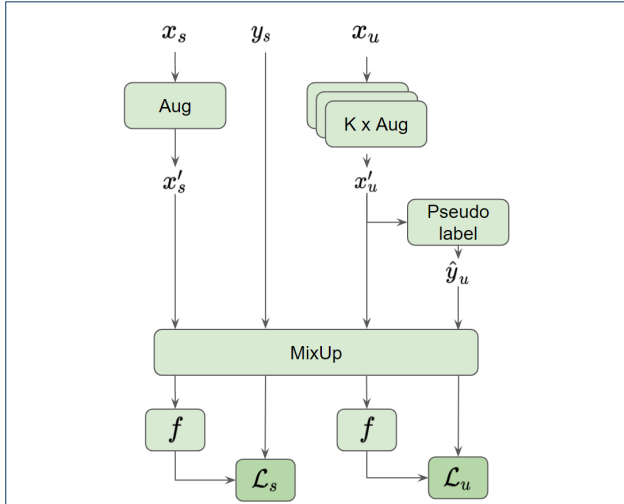 x_s y_s x_u
Aug
K x Aug
x'_s x'_u
Pseudo
label
ŷ_u
MixUp
f f
ℒ_s ℒ_u